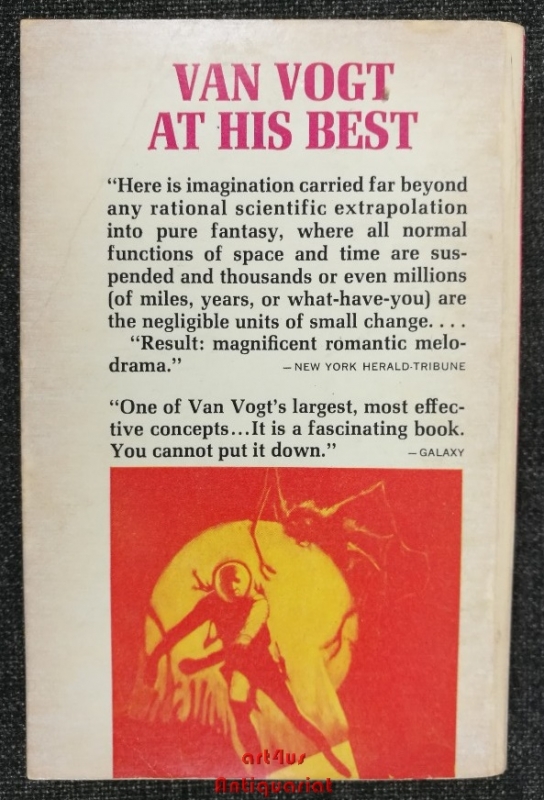 VAN VOGT
AT HIS BEST
“Here is imagination carried far beyond
any rational scientific extrapolation
into pure fantasy, where all normal
functions of space and time are sus-
pended and thousands or even millions
(of miles, years, or what-have-you) are
the negligible units of small change. . . .
“Result: magnificent romantic melo-
drama.” —NEW YORK HERALD-TRIBUNE
“One of Van Vogt’s largest, most effec-
tive concepts...It is a fascinating book.
You cannot put it down.” —GALAXY
art4us
Antiquariat